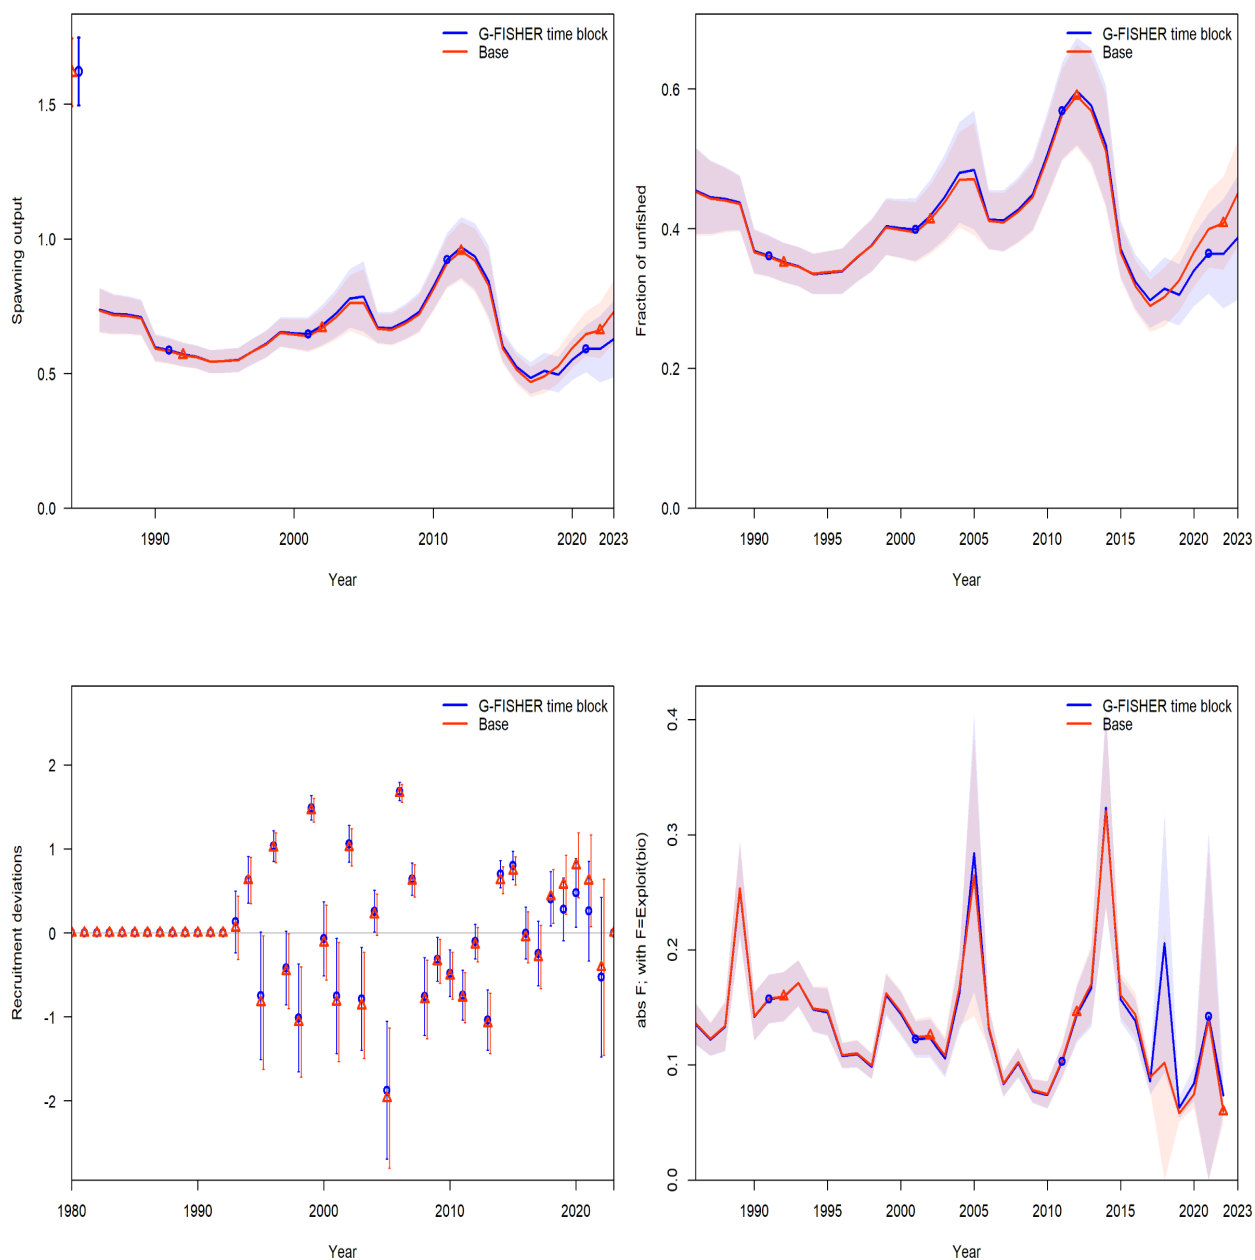 G-FISHER time block
Base
Spawning output
0.0
0.5
1.0
1.5
1990
2000
2010
2020
2023
Year
G-FISHER time block
Base
Fraction of unfished
0.0
0.2
0.4
0.6
1990
1995
2000
2005
2010
2015
2020
2023
Year
G-FISHER time block
Base
Recruitment deviations
-2
-1
0
1
2
1980
1990
2000
2010
2020
Year
G-FISHER time block
Base
abs F; with F=Exploit(bio)
0.0
0.1
0.2
0.3
0.4
1990
1995
2000
2005
2010
2015
2020
2023
Year